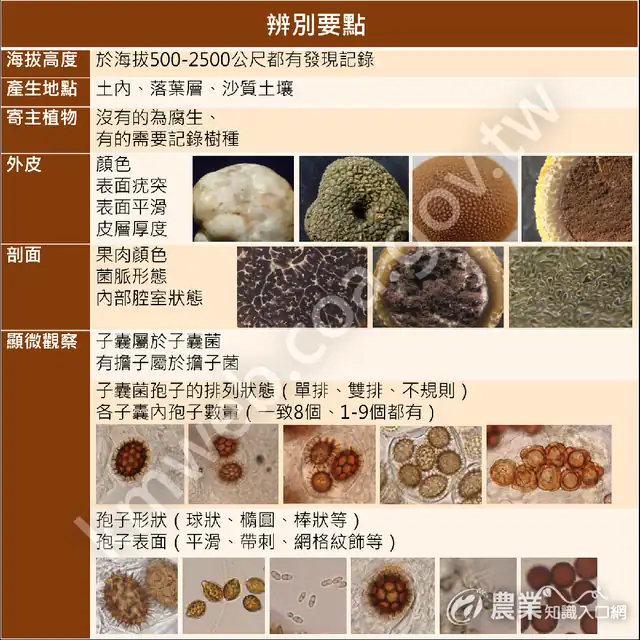 辨別要點
海拔高度 於海拔500-2500公尺都有發現記錄
產生地點 土內、落葉層、沙質土壤
寄主植物 沒有的為腐生、
有的需要記錄樹種
外皮 顏色
表面疣突
表面平滑
皮層厚度
剖面 果肉顏色
菌脈形態
內部腔室狀態
顯微觀察 子囊屬於子囊菌
有擔子屬於擔子菌
子囊菌孢子的排列狀態（單排、雙排、不規則）
各子囊內孢子數量（一致8個、1-9個都有）
孢子形狀（球狀、橢圓、棒狀等）
孢子表面（平滑、帶刺、網格紋飾等）
kmweb.coa.gov.tw
農業知識入口網